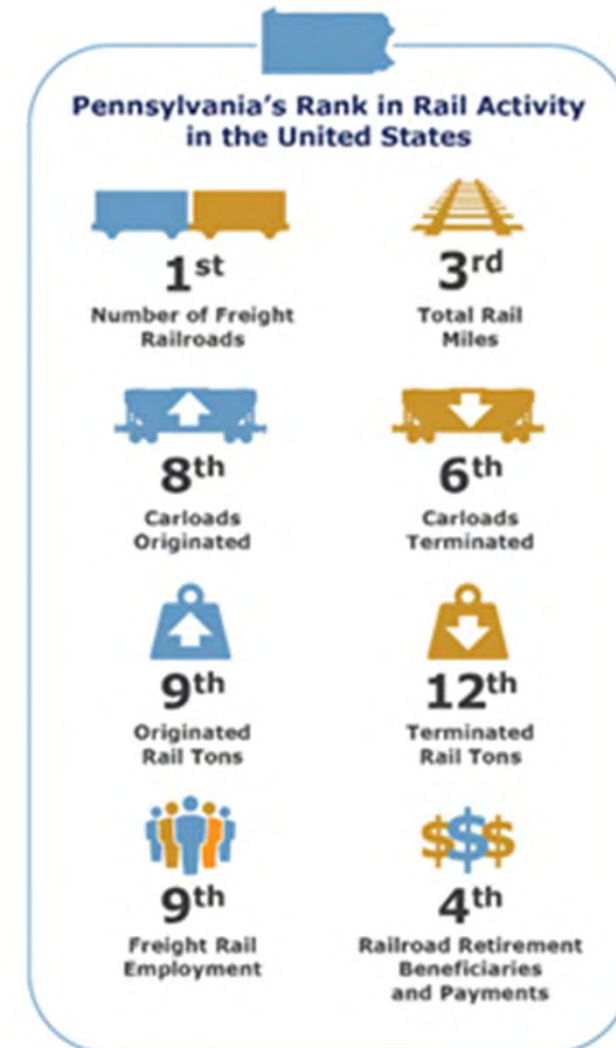 Pennsylvania's Rank in Rail Activity
in the United States
1st
Number of Freight
Railroads
3rd
Total Rail
Miles
8th
Carloads
Originated
6th
Carloads
Terminated
9th
Originated
Rail Tons
12th
Terminated
Rail Tons
9th
Freight Rail
Employment
$$$
4th
Railroad Retirement
Beneficiaries
and Payments